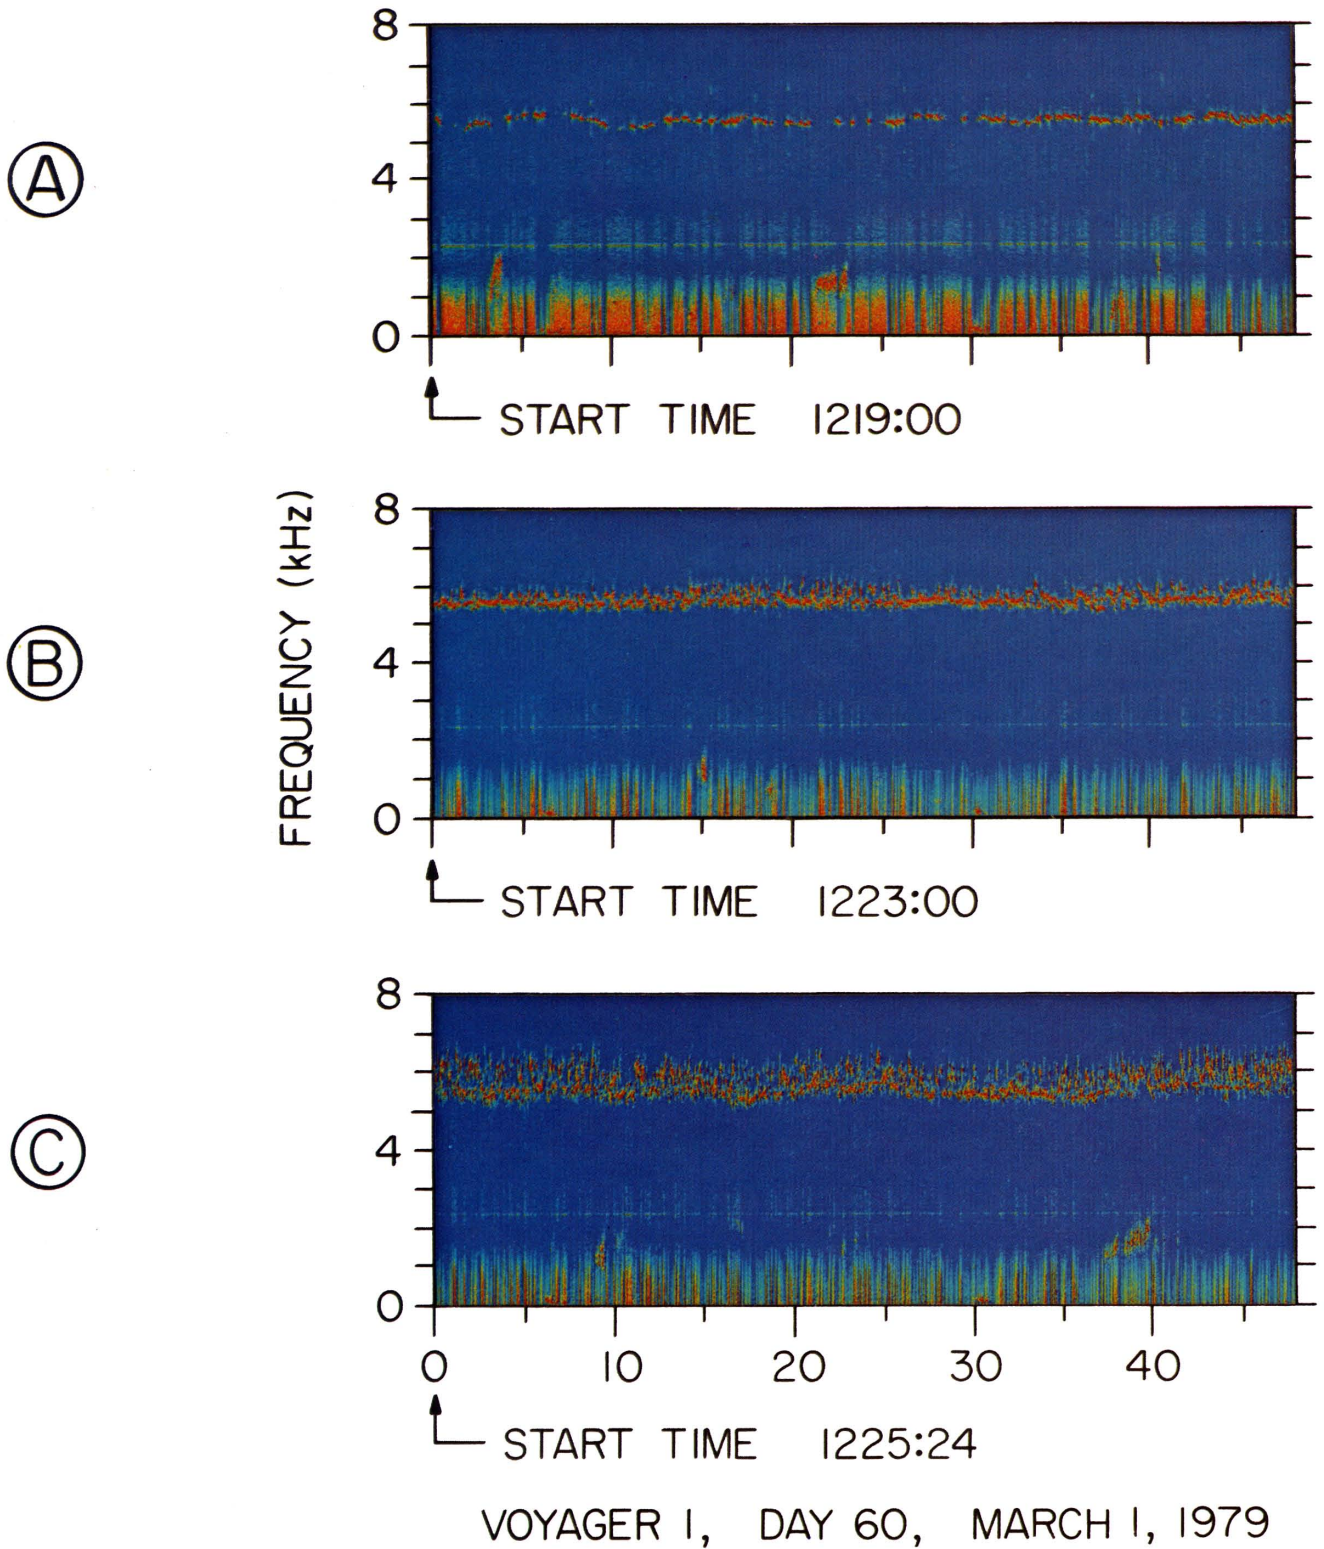 8
A
4
0
START TIME 1219:00
FREQUENCY (kHz)
8
B
4
0
START TIME 1223:00
8
C
4
0
0 10 20 30 40
START TIME 1225:24
VOYAGER 1, DAY 60, MARCH 1, 1979